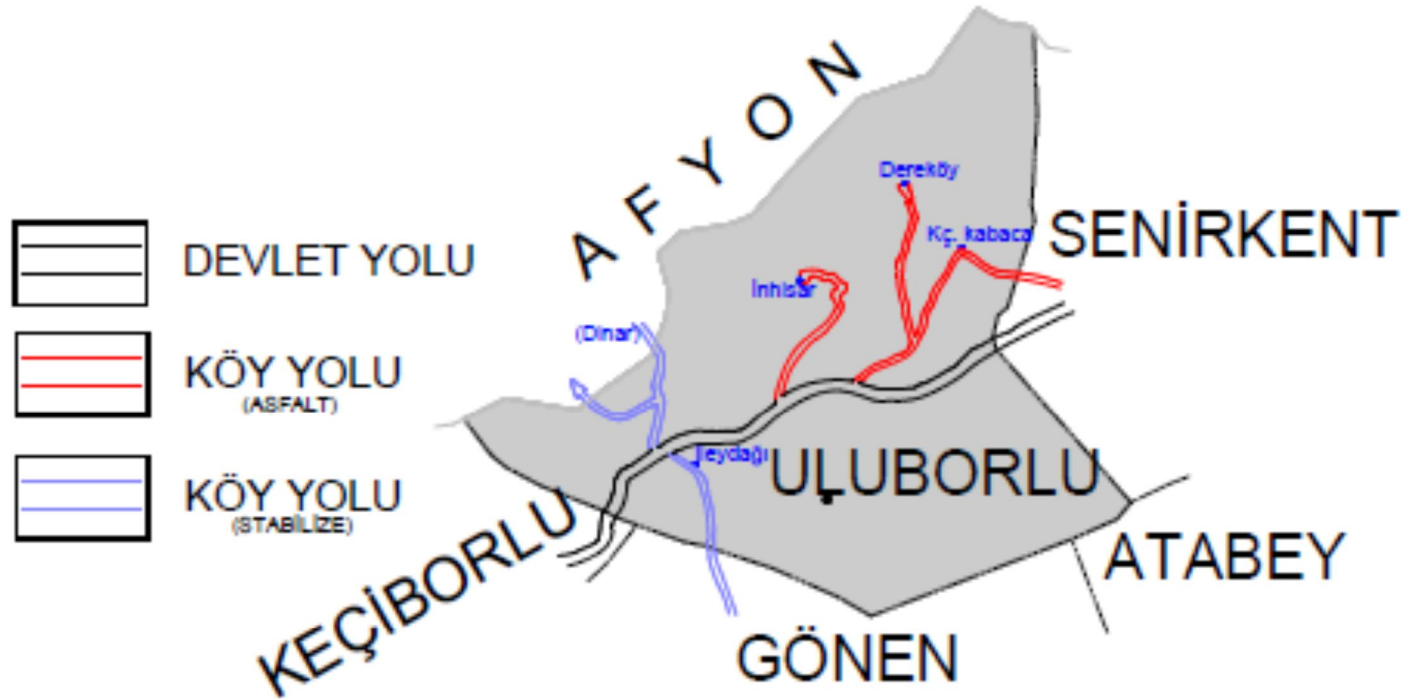 AFYON
Dereköy
Kç. kabaca
SENİRKENT
DEVLET YOLU
İnhisar
(Dinar)
KÖY YOLU
(ASFALT)
İleydağı
ULUBORLU
KÖY YOLU
(STABİLİZE)
KEÇİBORLU
ATABEY
GÖNEN